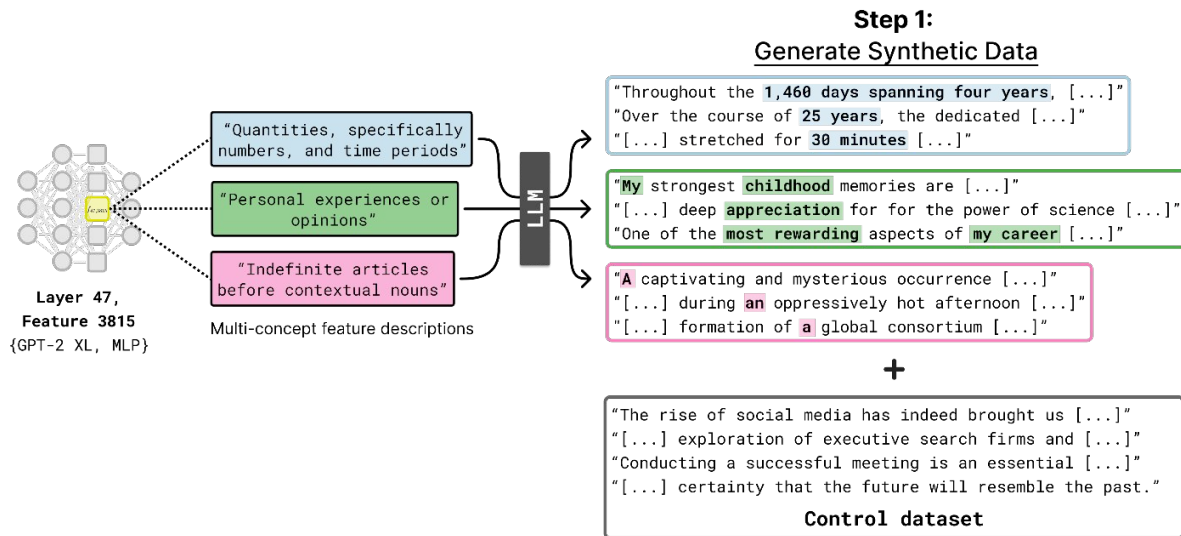 Step 1:
Generate Synthetic Data
"Quantities, specifically
numbers, and time periods"
"Personal experiences or
opinions"
"Indefinite articles
before contextual nouns"
Multi-concept feature descriptions
Layer 47,
Feature 3815
{GPT-2 XL, MLP}
LLM
"Throughout the 1,460 days spanning four years, [...]"
"Over the course of 25 years, the dedicated [...]"
"[...] stretched for 30 minutes [...]"
"My strongest childhood memories are [...]"
"[...] deep appreciation for for the power of science [...]"
"One of the most rewarding aspects of my career [...]"
"A captivating and mysterious occurrence [...]"
"[...] during an oppressively hot afternoon [...]"
"[...] formation of a global consortium [...]"
+
"The rise of social media has indeed brought us [...]"
"[...] exploration of executive search firms and [...]"
"Conducting a successful meeting is an essential [...]"
"[...] certainty that the future will resemble the past."
Control dataset